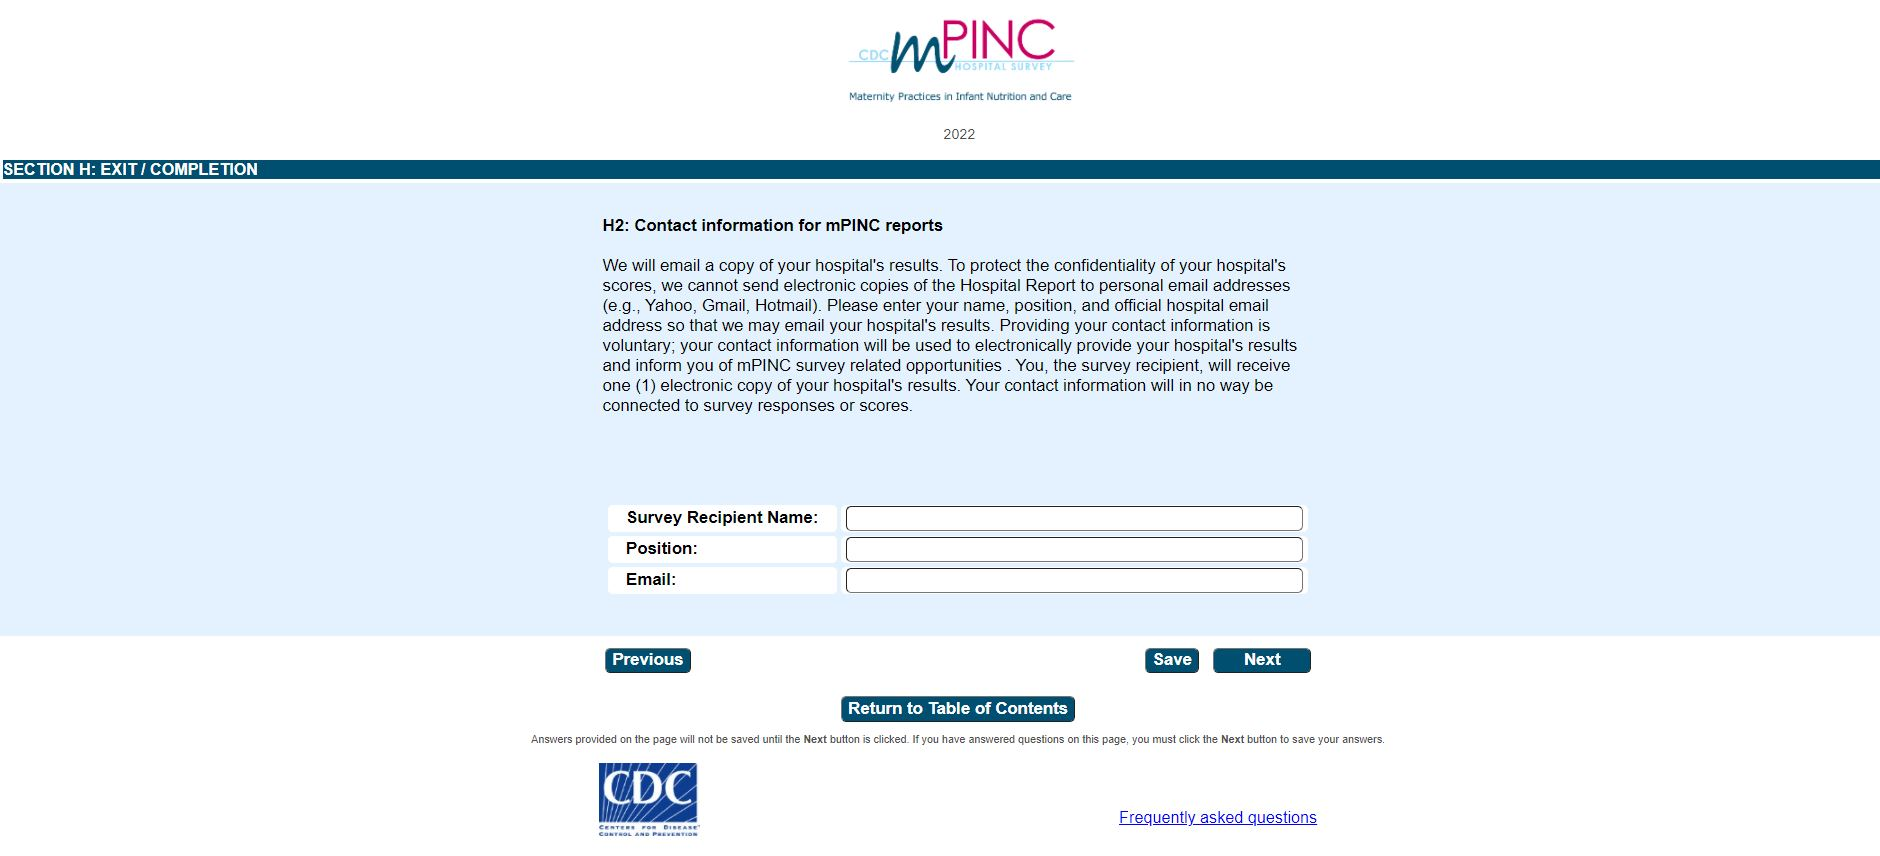 CDC mPINC
HOSPITAL SURVEY
Maternity Practices in Infant Nutrition and Care
2022
SECTION H: EXIT / COMPLETION
H2: Contact information for mPINC reports
We will email a copy of your hospital's results. To protect the confidentiality of your hospital's
scores, we cannot send electronic copies of the Hospital Report to personal email addresses
(e.g., Yahoo, Gmail, Hotmail). Please enter your name, position, and official hospital email
address so that we may email your hospital's results. Providing your contact information is
voluntary; your contact information will be used to electronically provide your hospital's results
and inform you of mPINC survey related opportunities . You, the survey recipient, will receive
one (1) electronic copy of your hospital's results. Your contact information will in no way be
connected to survey responses or scores.
Survey Recipient Name:
Position:
Email:
Previous Save Next
Return to Table of Contents
Answers provided on the page will not be saved until the Next button is clicked. If you have answered questions on this page, you must click the Next button to save your answers.
CDC
CENTERS FOR DISEASE
CONTROL AND PREVENTION
Frequently asked questions